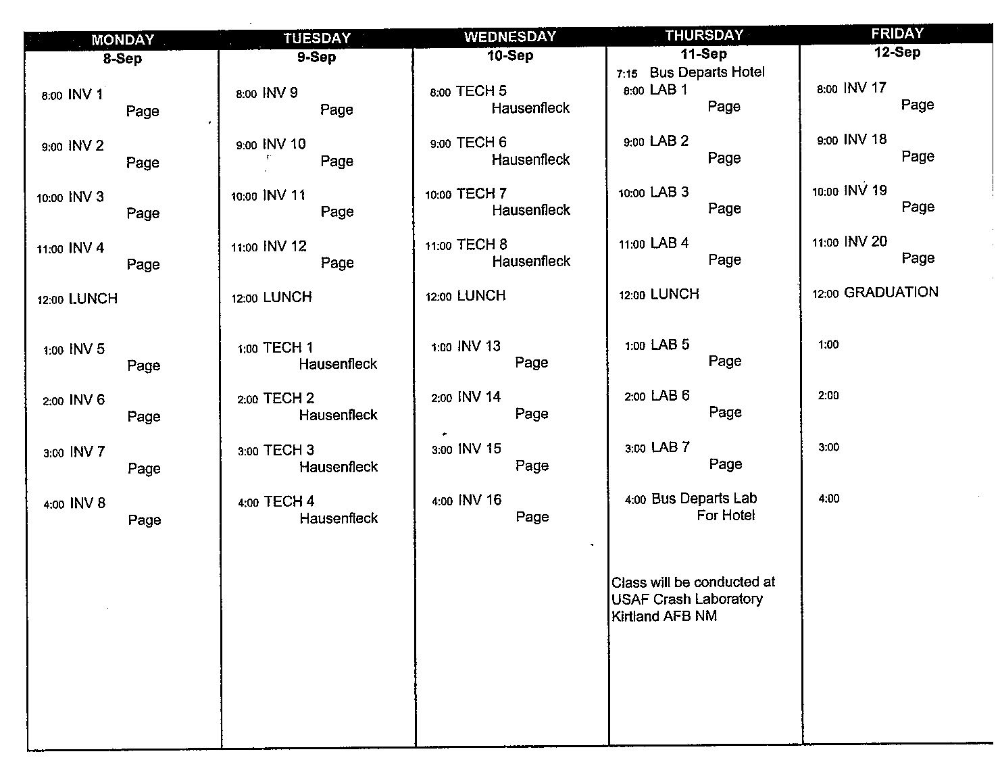 MONDAY
8-Sep
8:00 INV 1
Page
9:00 INV 2
Page
10:00 INV 3
Page
11:00 INV 4
Page
12:00 LUNCH
1:00 INV 5
Page
2:00 INV 6
Page
3:00 INV 7
Page
4:00 INV 8
Page
TUESDAY
9-Sep
8:00 INV 9
Page
9:00 INV 10
Page
10:00 INV 11
Page
11:00 INV 12
Page
12:00 LUNCH
1:00 TECH 1
Hausenfleck
2:00 TECH 2
Hausenfleck
3:00 TECH 3
Hausenfleck
4:00 TECH 4
Hausenfleck
WEDNESDAY
10-Sep
8:00 TECH 5
Hausenfleck
9:00 TECH 6
Hausenfleck
10:00 TECH 7
Hausenfleck
11:00 TECH 8
Hausenfleck
12:00 LUNCH
1:00 INV 13
Page
2:00 INV 14
Page
3:00 INV 15
Page
4:00 INV 16
Page
THURSDAY
11-Sep
7:15 Bus Departs Hotel
8:00 LAB 1
Page
9:00 LAB 2
Page
10:00 LAB 3
Page
11:00 LAB 4
Page
12:00 LUNCH
1:00 LAB 5
Page
2:00 LAB 6
Page
3:00 LAB 7
Page
4:00 Bus Departs Lab
For Hotel
Class will be conducted at
USAF Crash Laboratory
Kirtland AFB NM
FRIDAY
12-Sep
8:00 INV 17
Page
9:00 INV 18
Page
10:00 INV 19
Page
11:00 INV 20
Page
12:00 GRADUATION
1:00
2:00
3:00
4:00